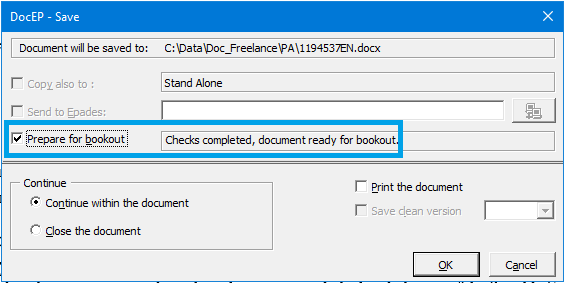 DocEP - Save
Document will be saved to: C:\Data\Doc_Freelance\PA\1194537EN.docx
Copy also to : Stand Alone
Send to Epades:
Prepare for bookout Checks completed, document ready for bookout.
Continue
Continue within the document
Close the document
Print the document
Save clean version
OK Cancel